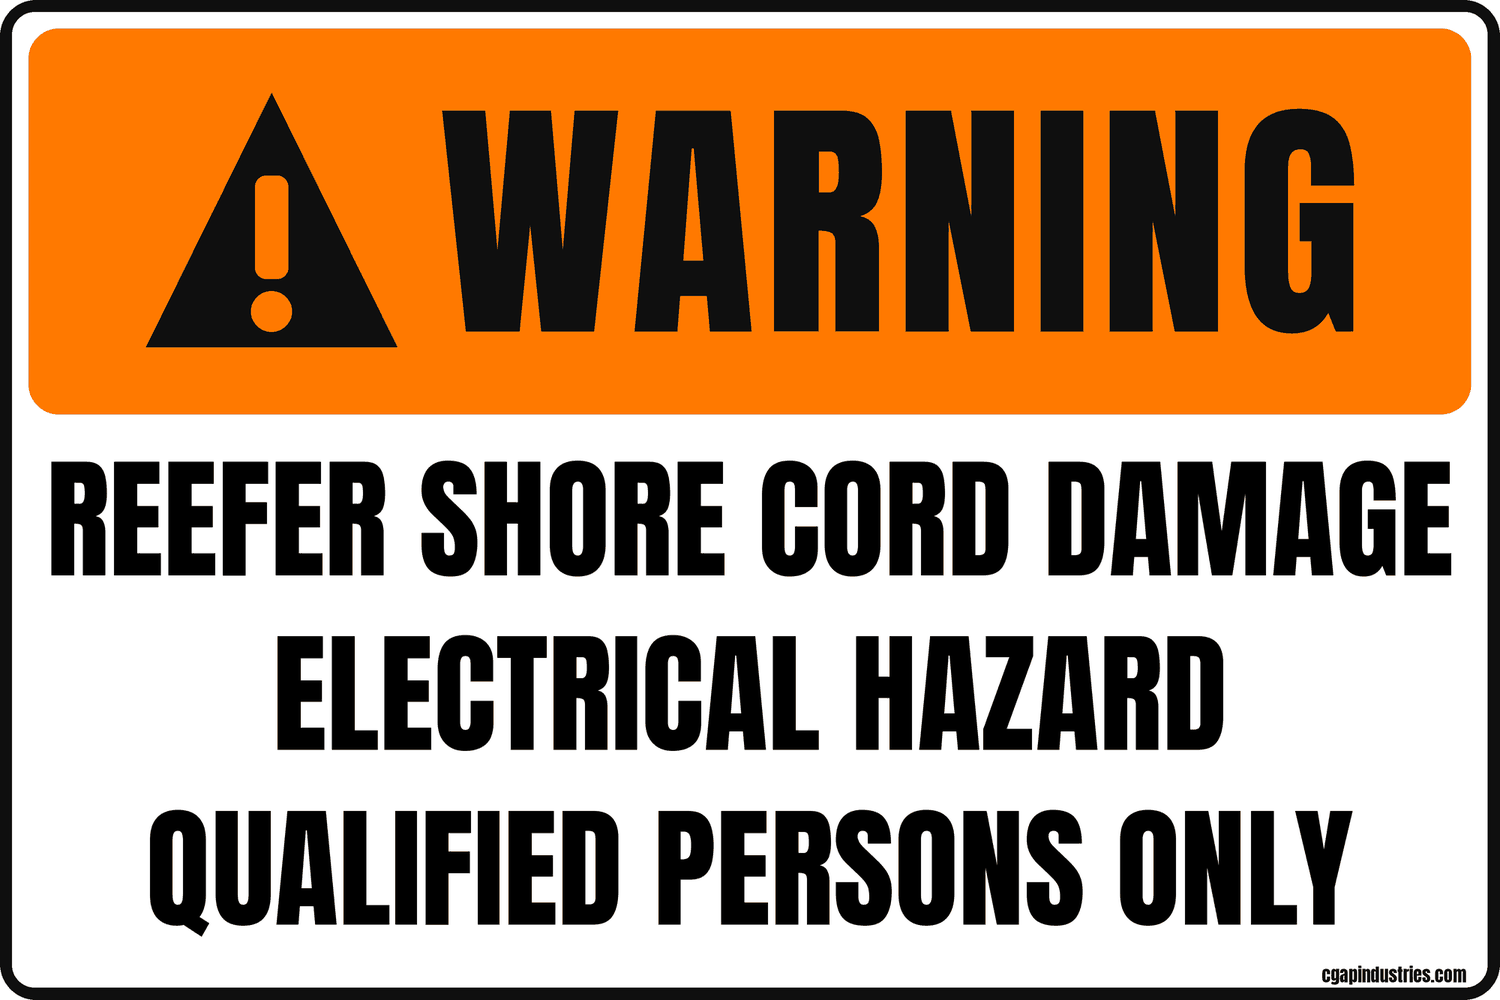 WARNING
REEFER SHORE CORD DAMAGE
ELECTRICAL HAZARD
QUALIFIED PERSONS ONLY
cgapindustries.com